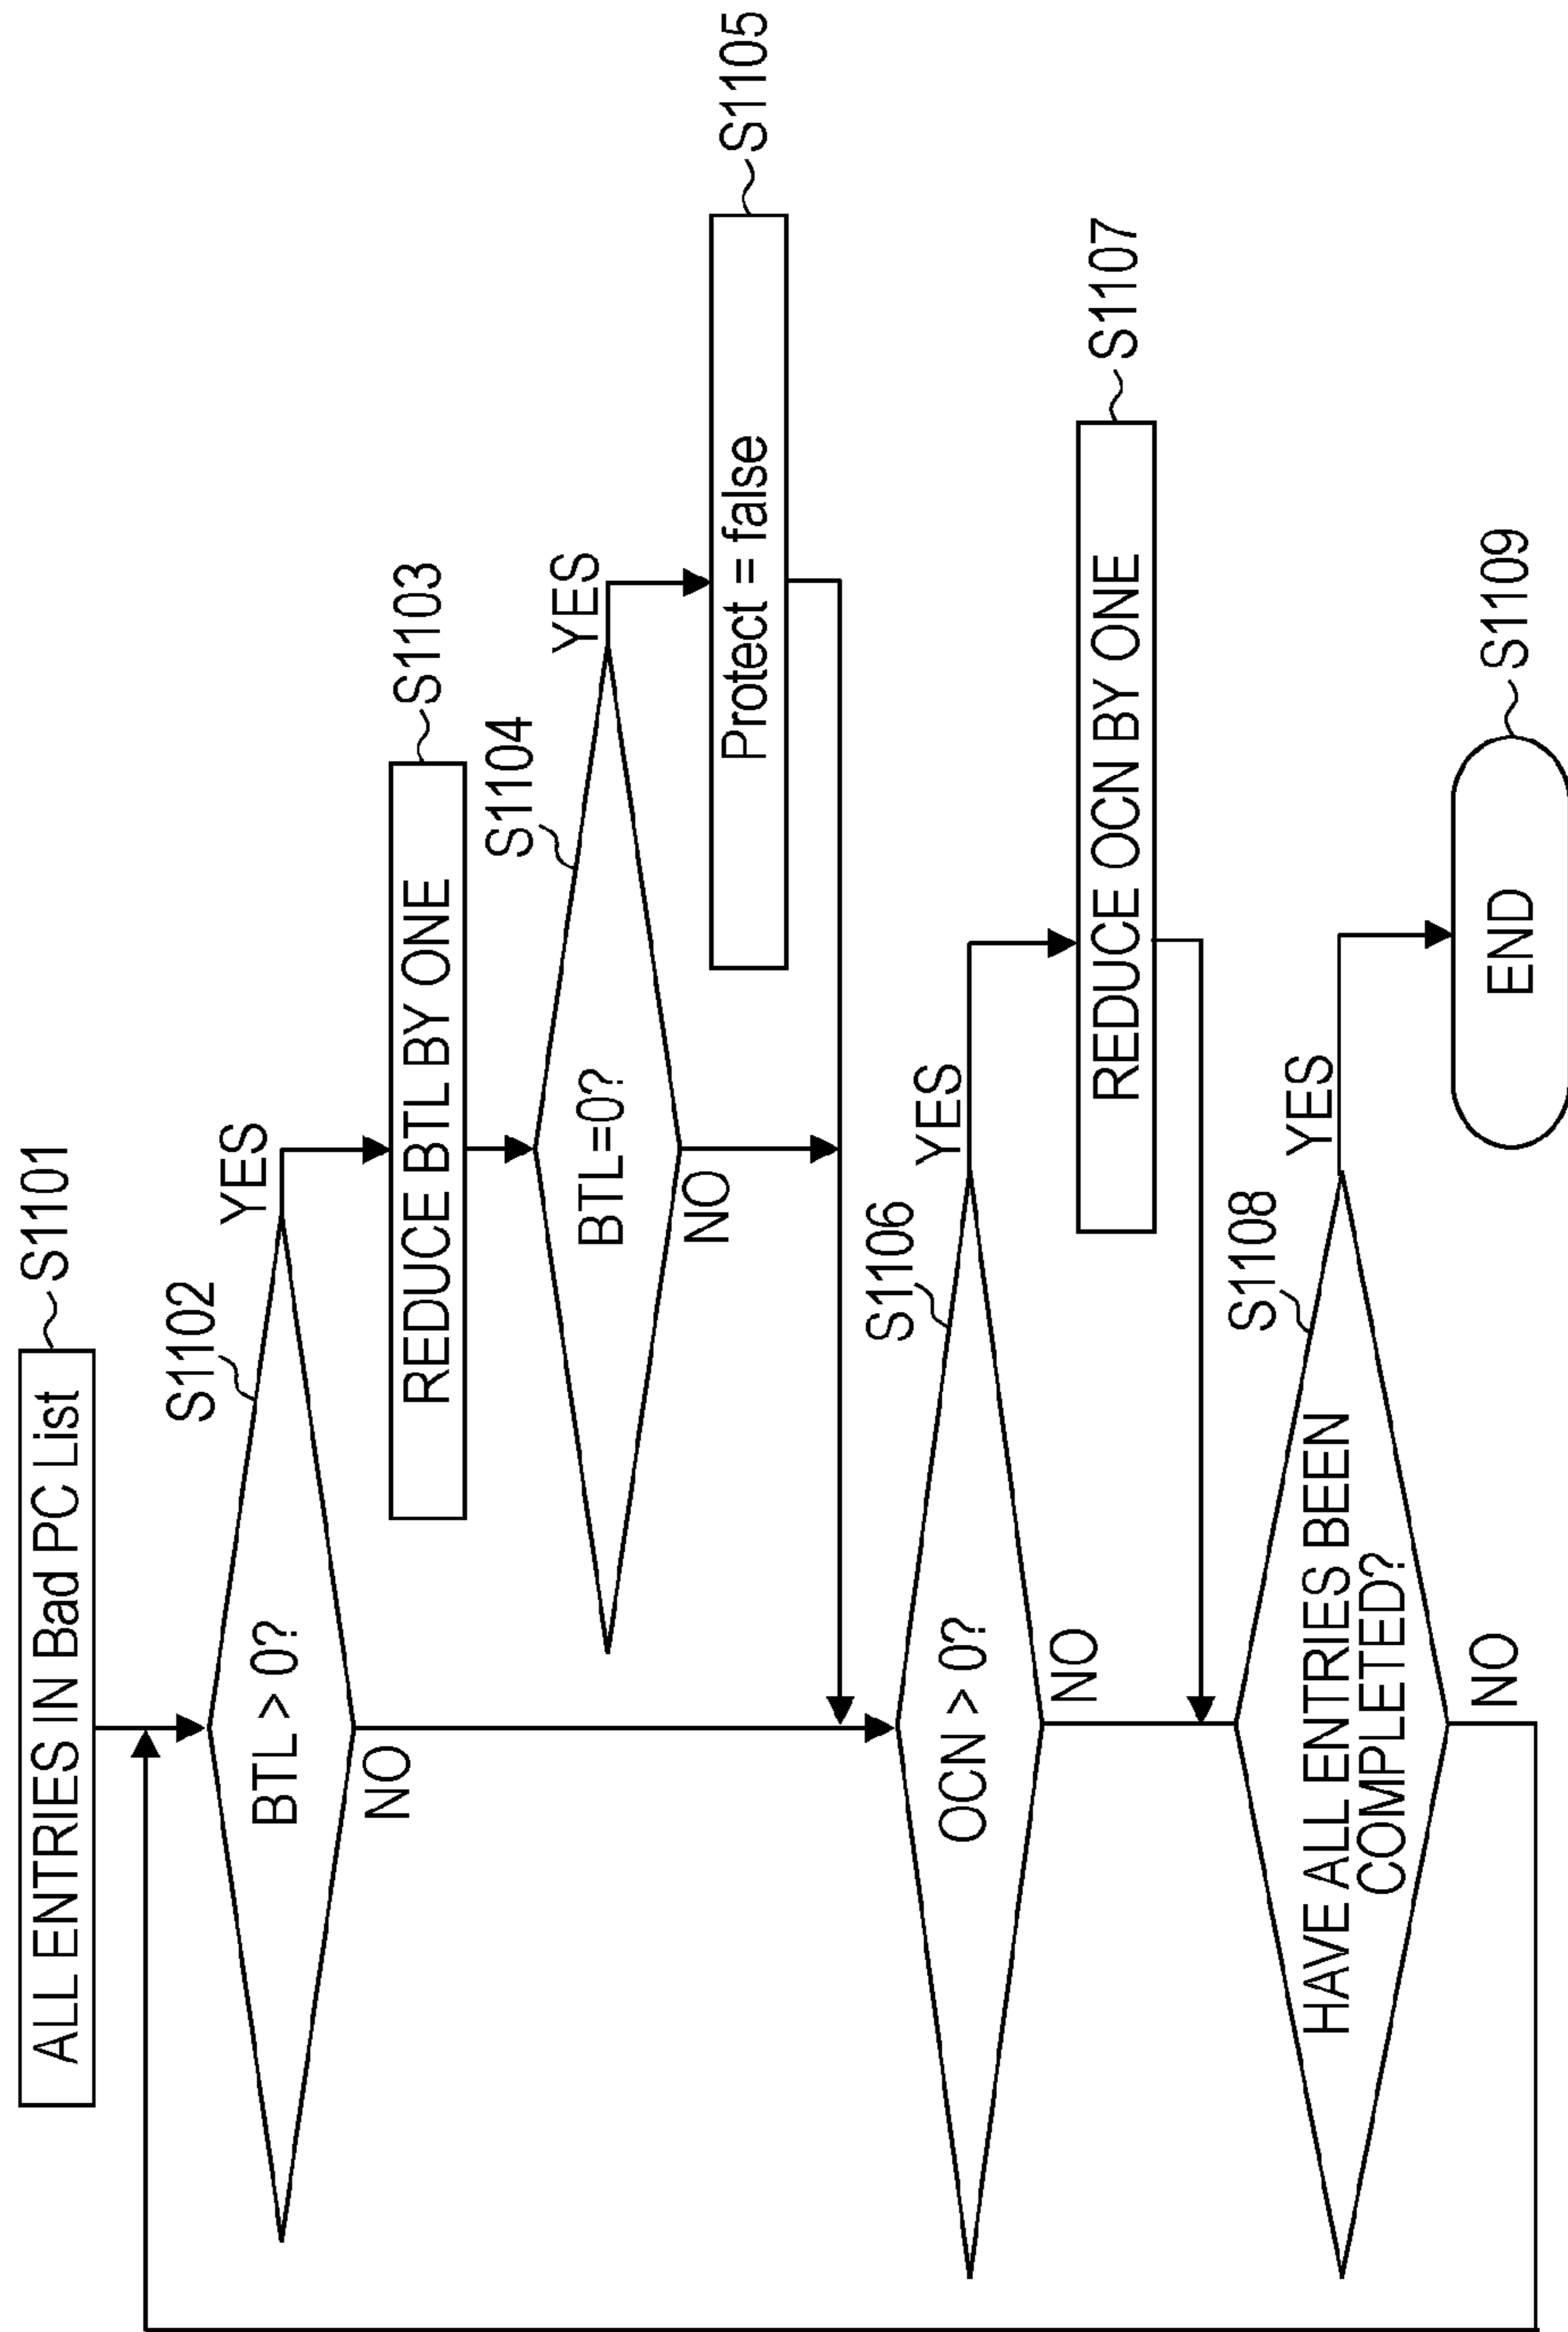 ALL ENTRIES IN Bad PC List
S1101
S1102
BTL > 0?
YES
NO
REDUCE BTL BY ONE
S1103
S1104
BTL=0?
YES
NO
Protect = false
S1105
S1106
OCN > 0?
YES
NO
REDUCE OCN BY ONE
S1107
S1108
HAVE ALL ENTRIES BEEN
COMPLETED?
YES
NO
END
S1109